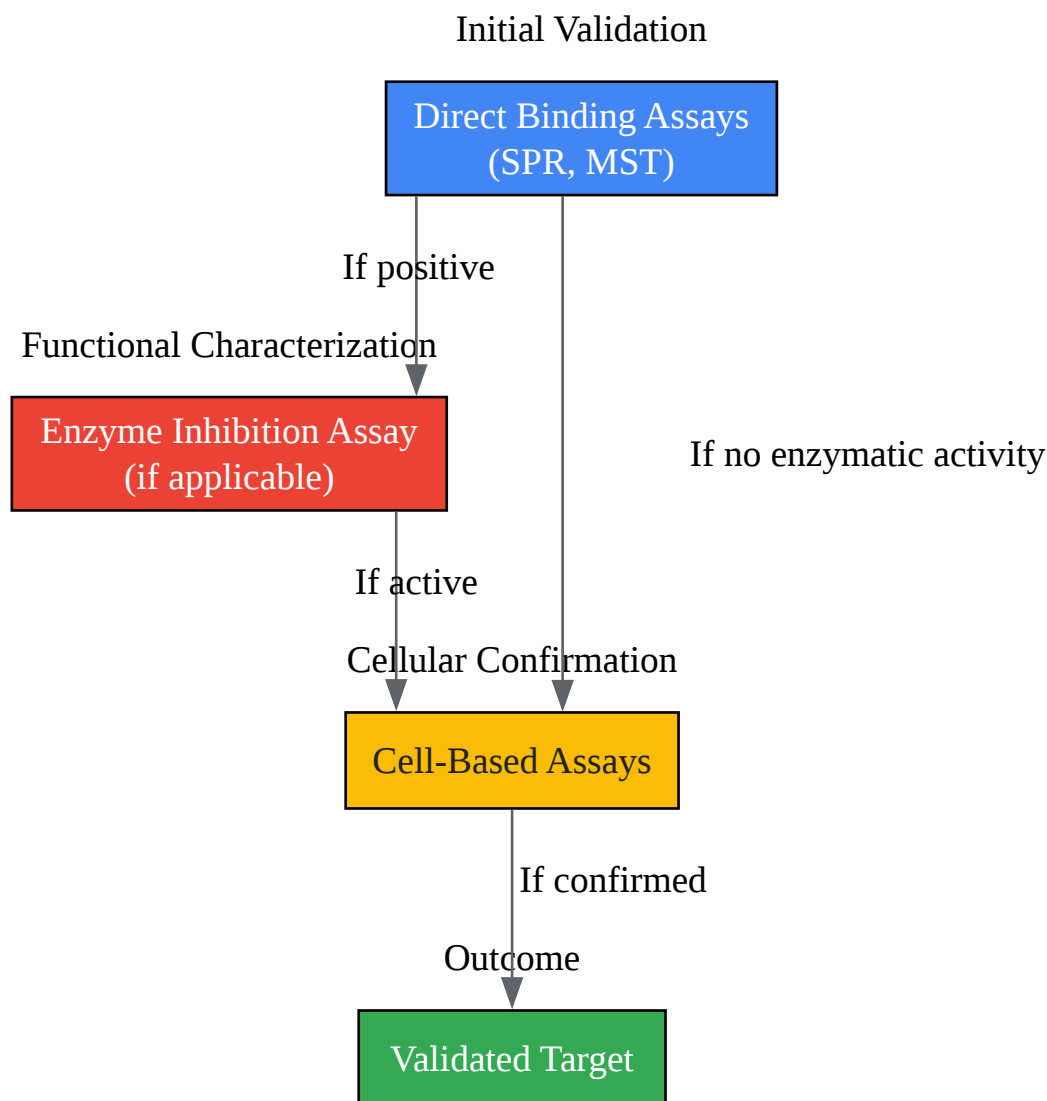 Initial Validation
Direct Binding Assays
(SPR, MST)
If positive
Functional Characterization
Enzyme Inhibition Assay
(if applicable)
If no enzymatic activity
If active
Cellular Confirmation
Cell-Based Assays
If confirmed
Outcome
Validated Target